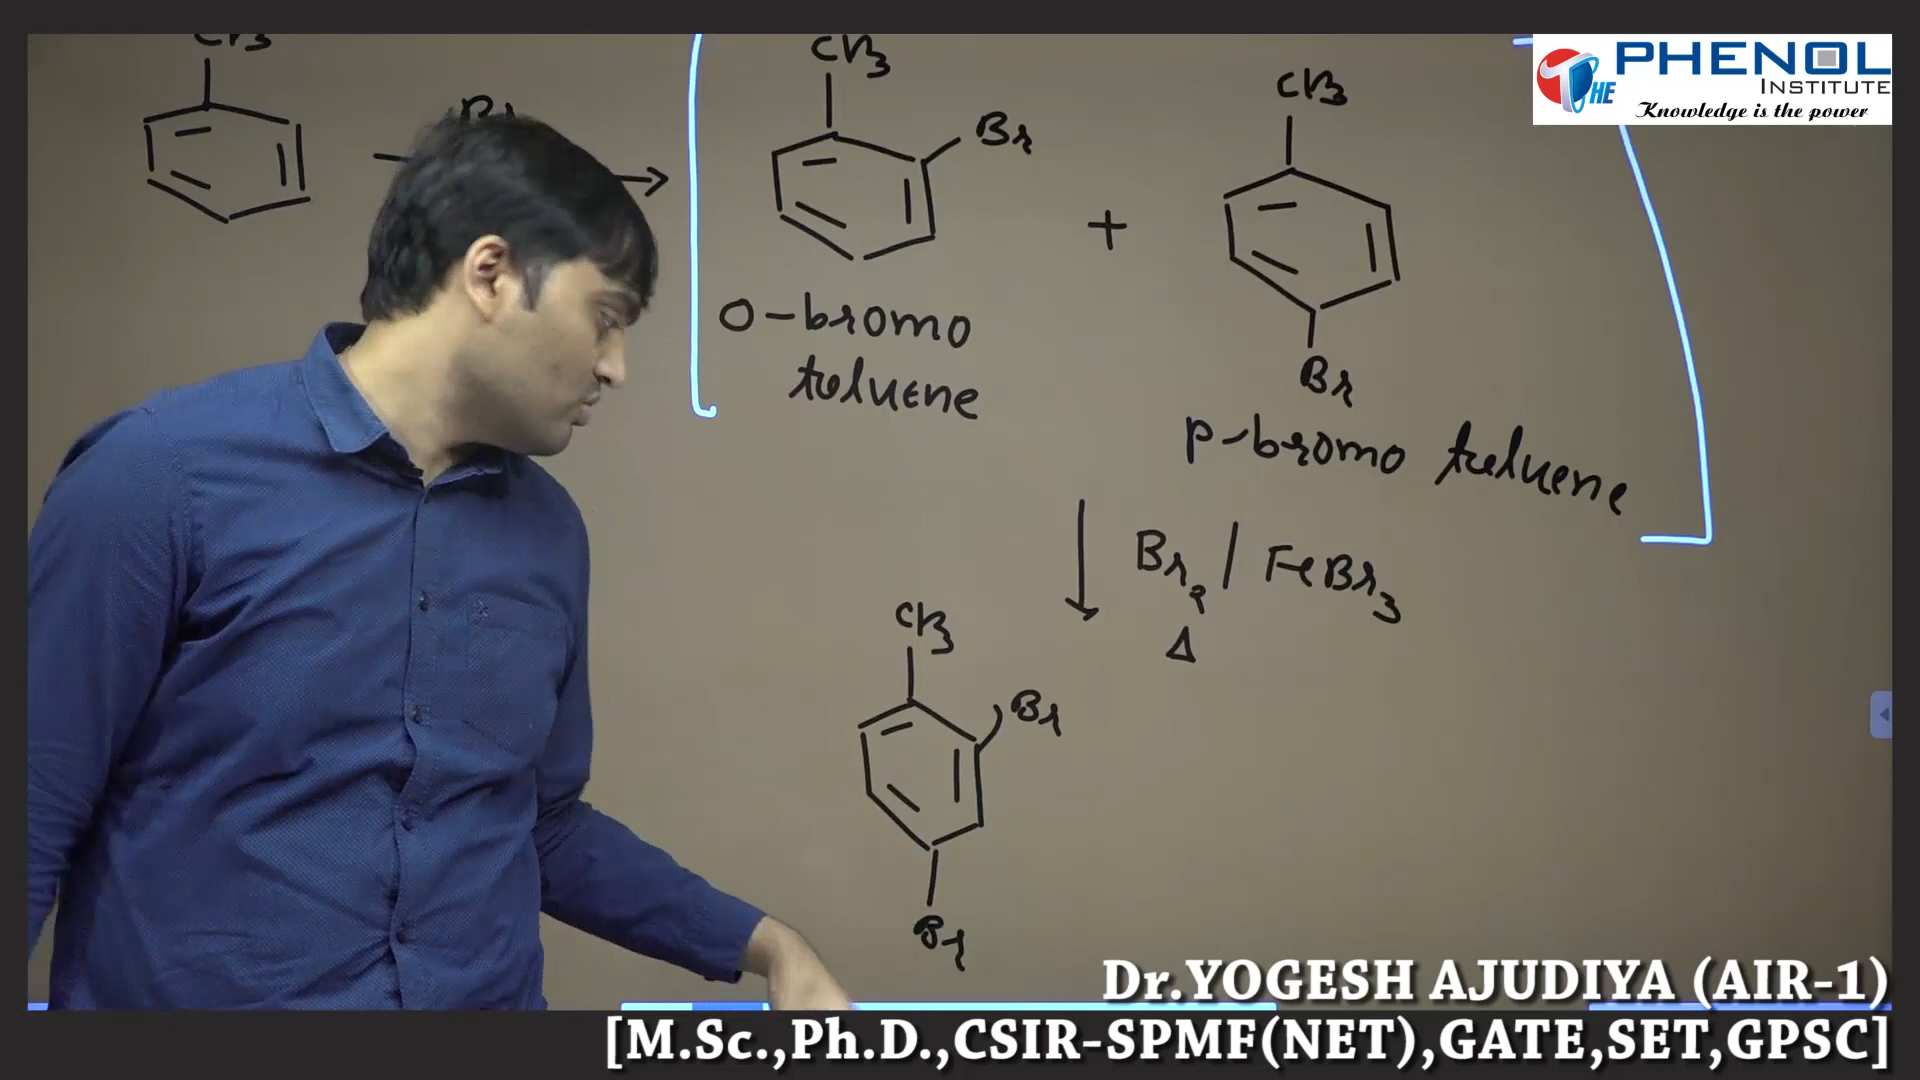 CH3
Br
CH3
Br
+
CH3
Br
o-bromo
toluene
p-bromo toluene
Br2 / FeBr3
Δ
CH3
Br
Br
THE PHENOL
INSTITUTE
Knowledge is the power
Dr.YOGESH AJUDIYA (AIR-1)
[M.Sc.,Ph.D.,CSIR-SPMF(NET),GATE,SET,GPSC]